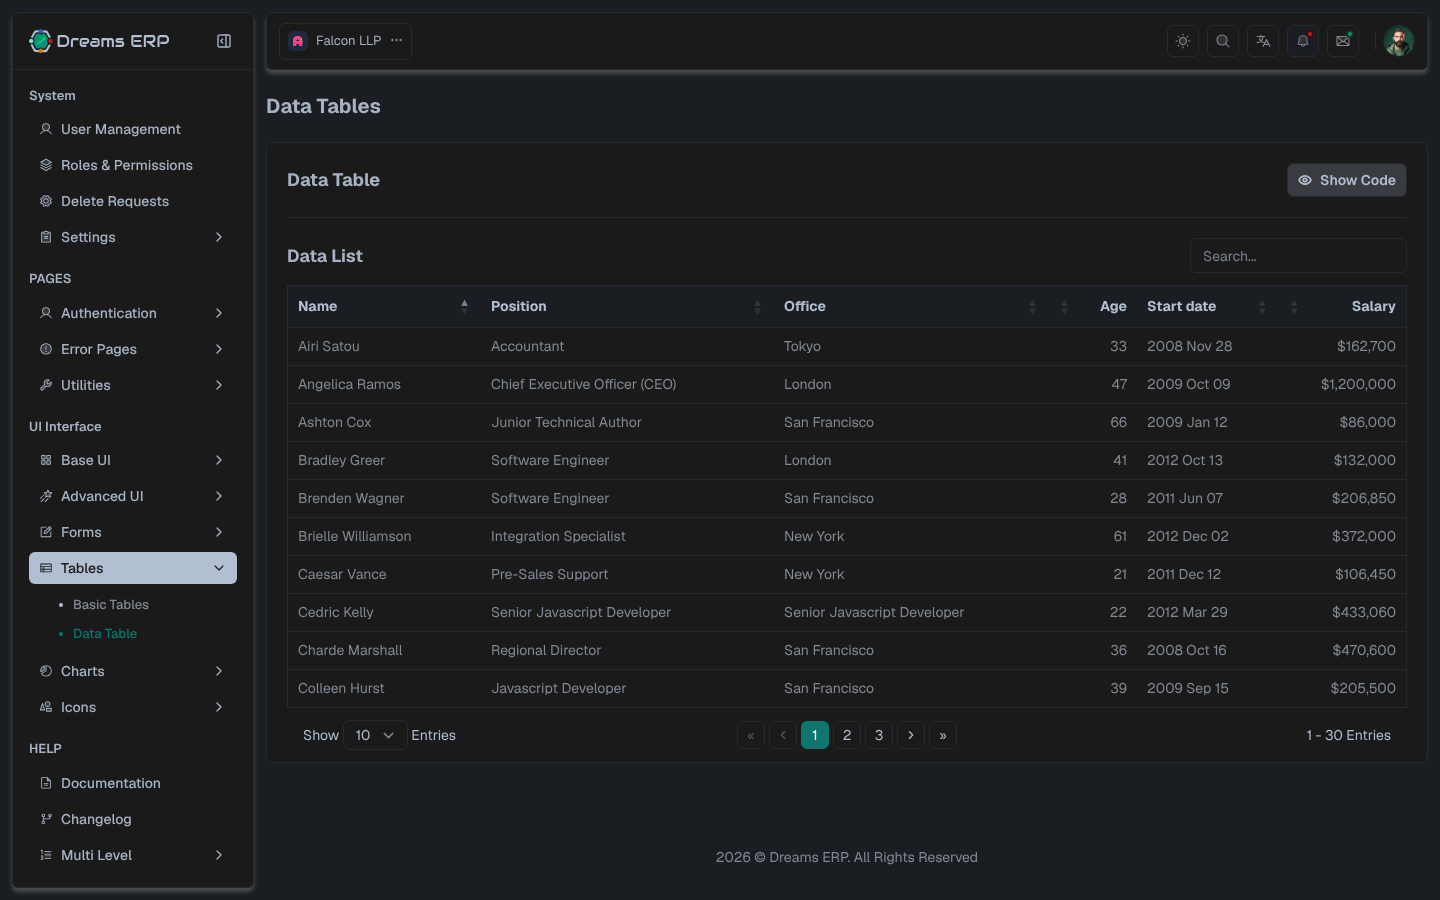 Dreams ERP
Falcon LLP
System
User Management
Roles & Permissions
Delete Requests
Settings
PAGES
Authentication
Error Pages
Utilities
UI Interface
Base UI
Advanced UI
Forms
Tables
Basic Tables
Data Table
Charts
Icons
HELP
Documentation
Changelog
Multi Level
Data Tables
Data Table
Show Code
Data List
Search...
Name Position Office Age Start date Salary
Airi Satou Accountant Tokyo 33 2008 Nov 28 $162,700
Angelica Ramos Chief Executive Officer (CEO) London 47 2009 Oct 09 $1,200,000
Ashton Cox Junior Technical Author San Francisco 66 2009 Jan 12 $86,000
Bradley Greer Software Engineer London 41 2012 Oct 13 $132,000
Brenden Wagner Software Engineer San Francisco 28 2011 Jun 07 $206,850
Brielle Williamson Integration Specialist New York 61 2012 Dec 02 $372,000
Caesar Vance Pre-Sales Support New York 21 2011 Dec 12 $106,450
Cedric Kelly Senior Javascript Developer Senior Javascript Developer 22 2012 Mar 29 $433,060
Charde Marshall Regional Director San Francisco 36 2008 Oct 16 $470,600
Colleen Hurst Javascript Developer San Francisco 39 2009 Sep 15 $205,500
Show 10 Entries « ‹ 1 2 3 › » 1 - 30 Entries
2026 © Dreams ERP. All Rights Reserved